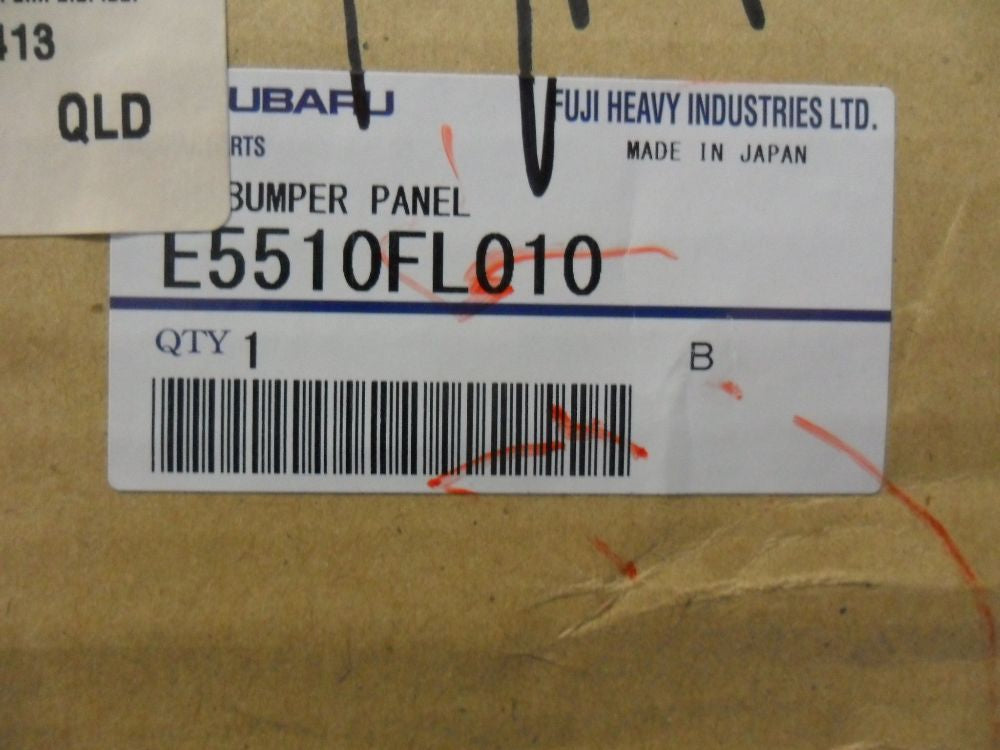 413
QLD
UBARU
FUJI HEAVY INDUSTRIES LTD.
RTS
MADE IN JAPAN
BUMPER PANEL
E5510FL010
QTY 1
B